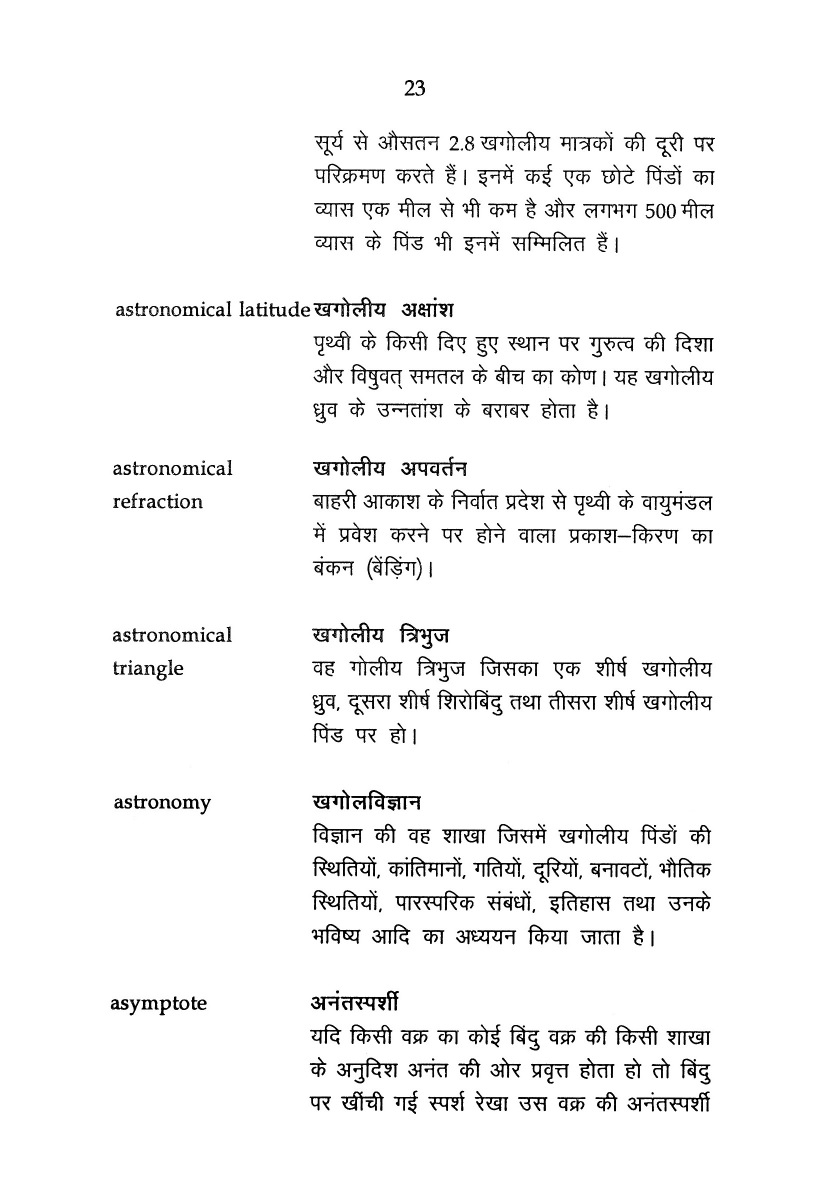 23
सूर्य से औसतन 2.8 खगोलीय मात्रकों की दूरी पर
परिक्रमण करते हैं। इनमें कई एक छोटे पिंडों का
व्यास एक मील से भी कम है और लगभग 500 मील
व्यास के पिंड भी इनमें सम्मिलित हैं।
astronomical latitude खगोलीय अक्षांश
पृथ्वी के किसी दिए हुए स्थान पर गुरुत्व की दिशा
और विषुवत् समतल के बीच का कोण। यह खगोलीय
ध्रुव के उन्नतांश के बराबर होता है।
astronomical खगोलीय अपवर्तन
refraction बाहरी आकाश के निर्वात प्रदेश से पृथ्वी के वायुमंडल
में प्रवेश करने पर होने वाला प्रकाश–किरण का
बंकन (बेंड़िंग)।
astronomical खगोलीय त्रिभुज
triangle वह गोलीय त्रिभुज जिसका एक शीर्ष खगोलीय
ध्रुव, दूसरा शीर्ष शिरोबिंदु तथा तीसरा शीर्ष खगोलीय
पिंड पर हो।
astronomy खगोलविज्ञान
विज्ञान की वह शाखा जिसमें खगोलीय पिंडों की
स्थितियों, कांतिमानों, गतियों, दूरियों, बनावटों, भौतिक
स्थितियों, पारस्परिक संबंधों, इतिहास तथा उनके
भविष्य आदि का अध्ययन किया जाता है।
asymptote अनंतस्पर्शी
यदि किसी वक्र का कोई बिंदु वक्र की किसी शाखा
के अनुदिश अनंत की ओर प्रवृत्त होता हो तो बिंदु
पर खींची गई स्पर्श रेखा उस वक्र की अनंतस्पर्शी